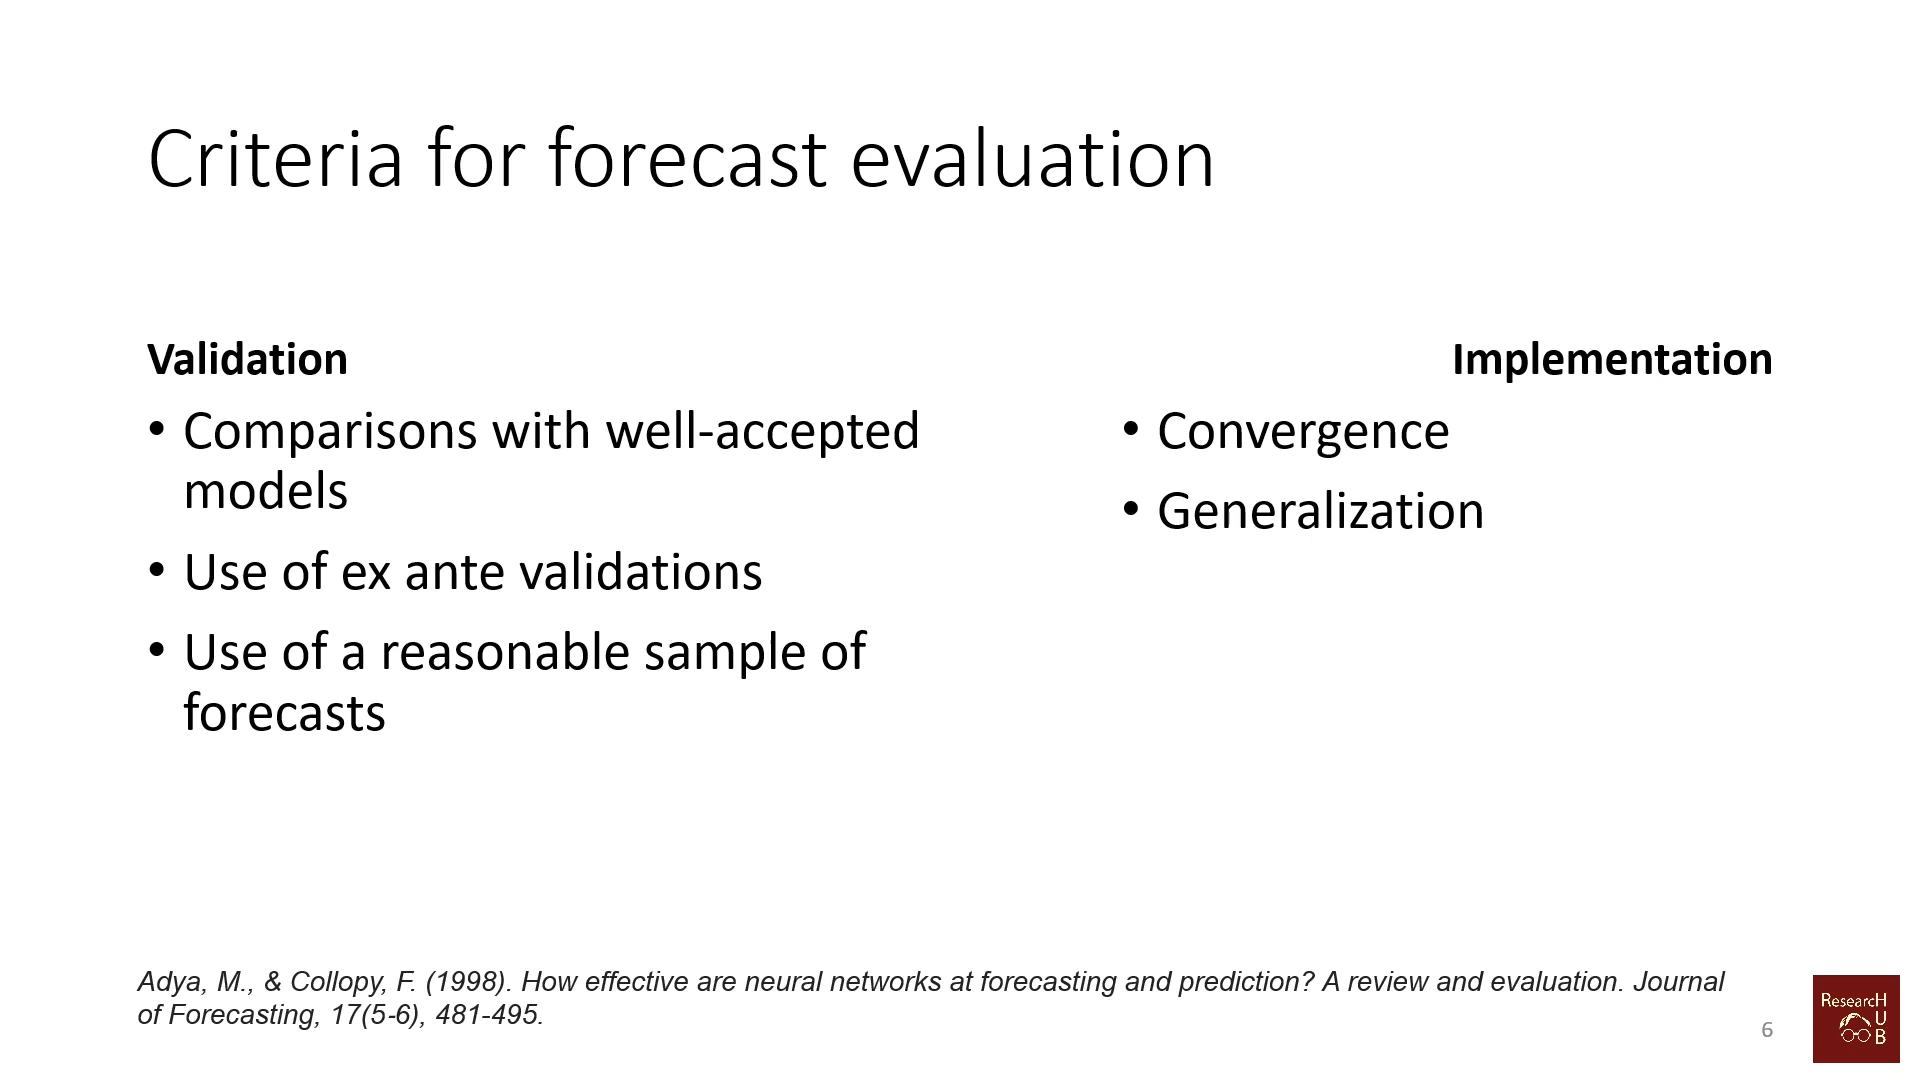 Criteria for forecast evaluation
Validation
• Comparisons with well-accepted
models
• Use of ex ante validations
• Use of a reasonable sample of
forecasts
Implementation
• Convergence
• Generalization
Adya, M., & Collopy, F. (1998). How effective are neural networks at forecasting and prediction? A review and evaluation. Journal
of Forecasting, 17(5-6), 481-495.
6
ResearcH
U
B